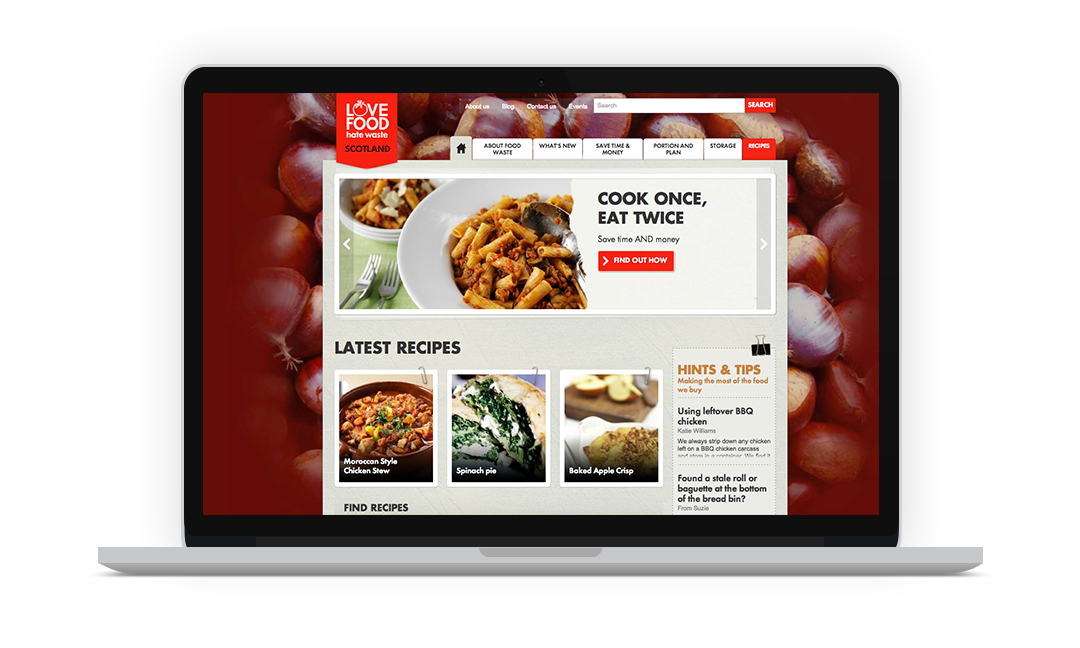 LOVE
FOOD
hate waste
SCOTLAND
About us Blog Contact us Events Search SEARCH
ABOUT FOOD
WASTE
WHAT'S NEW
SAVE TIME &
MONEY
PORTION AND
PLAN
STORAGE
RECIPES
COOK ONCE,
EAT TWICE
Save time AND money
FIND OUT HOW
LATEST RECIPES
Moroccan Style
Chicken Stew
Spinach pie
Baked Apple Crisp
FIND RECIPES
HINTS & TIPS
Making the most of the food
we buy
Using leftover BBQ
chicken
Katie Williams
We always strip down any chicken
left on a BBQ chicken carcass
and store in a container. We find it
Found a stale roll or
baguette at the bottom
of the bread bin?
From Suzie